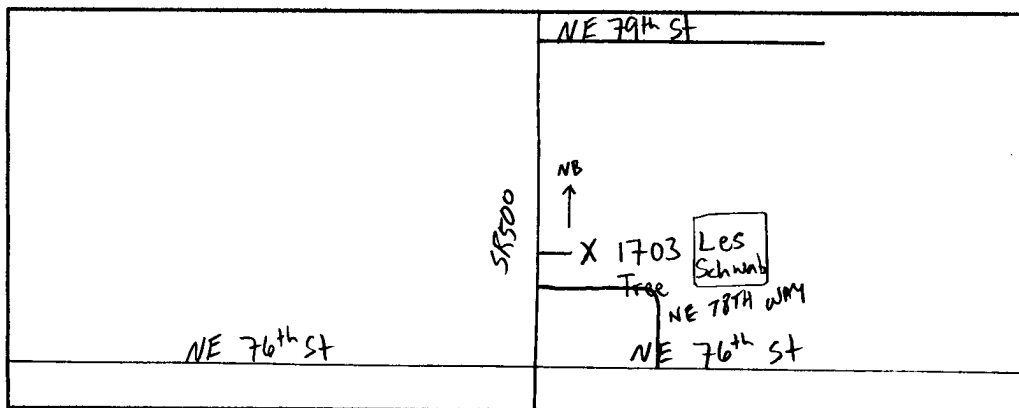 NE 79th St
NB
SR500
X 1703
Tree
Les
Schwab
NE 78TH WAY
NE 76th St
NE 76th St